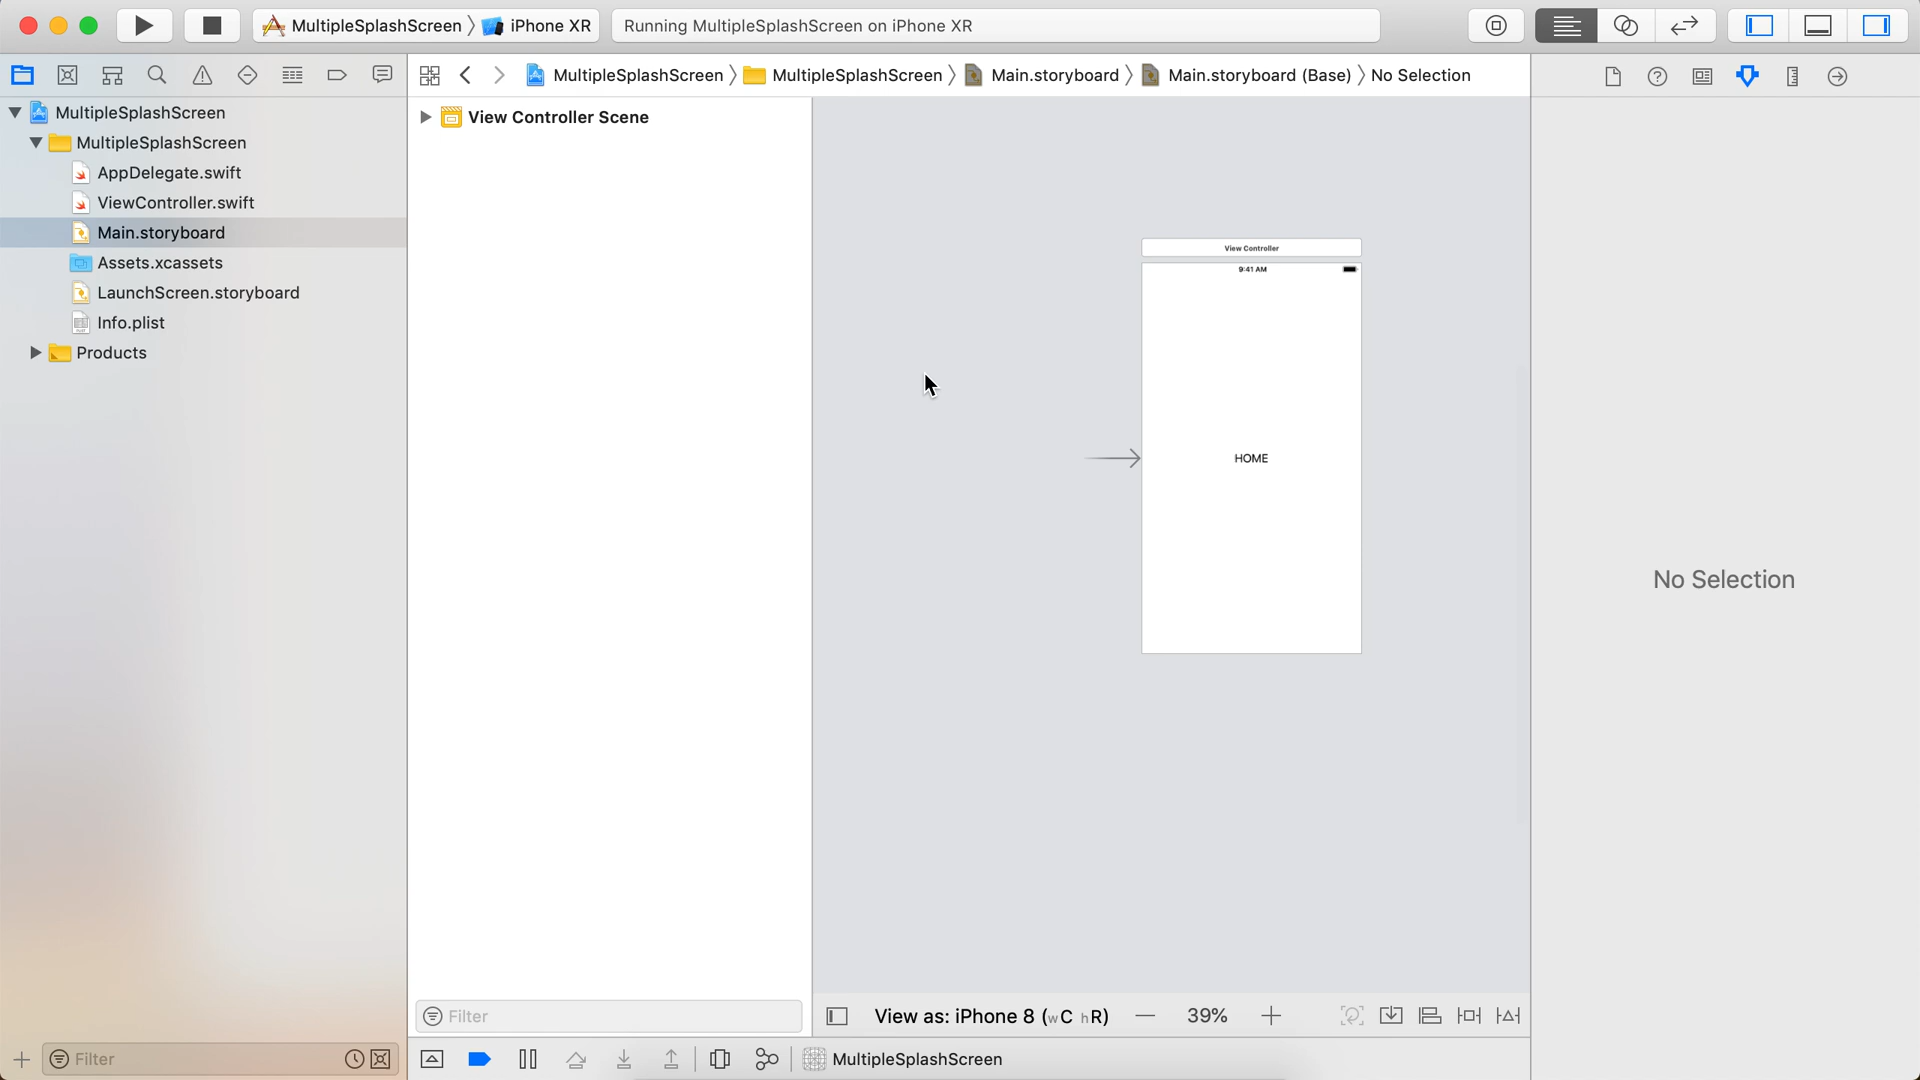 MultipleSplashScreen iPhone XR Running MultipleSplashScreen on iPhone XR
MultipleSplashScreen MultipleSplashScreen Main.storyboard Main.storyboard (Base) No Selection
MultipleSplashScreen
MultipleSplashScreen
AppDelegate.swift
ViewController.swift
Main.storyboard
Assets.xcassets
LaunchScreen.storyboard
Info.plist
Products
View Controller Scene
View Controller
9:41 AM
HOME
No Selection
Filter
View as: iPhone 8 (wC hR) 39%
Filter
MultipleSplashScreen